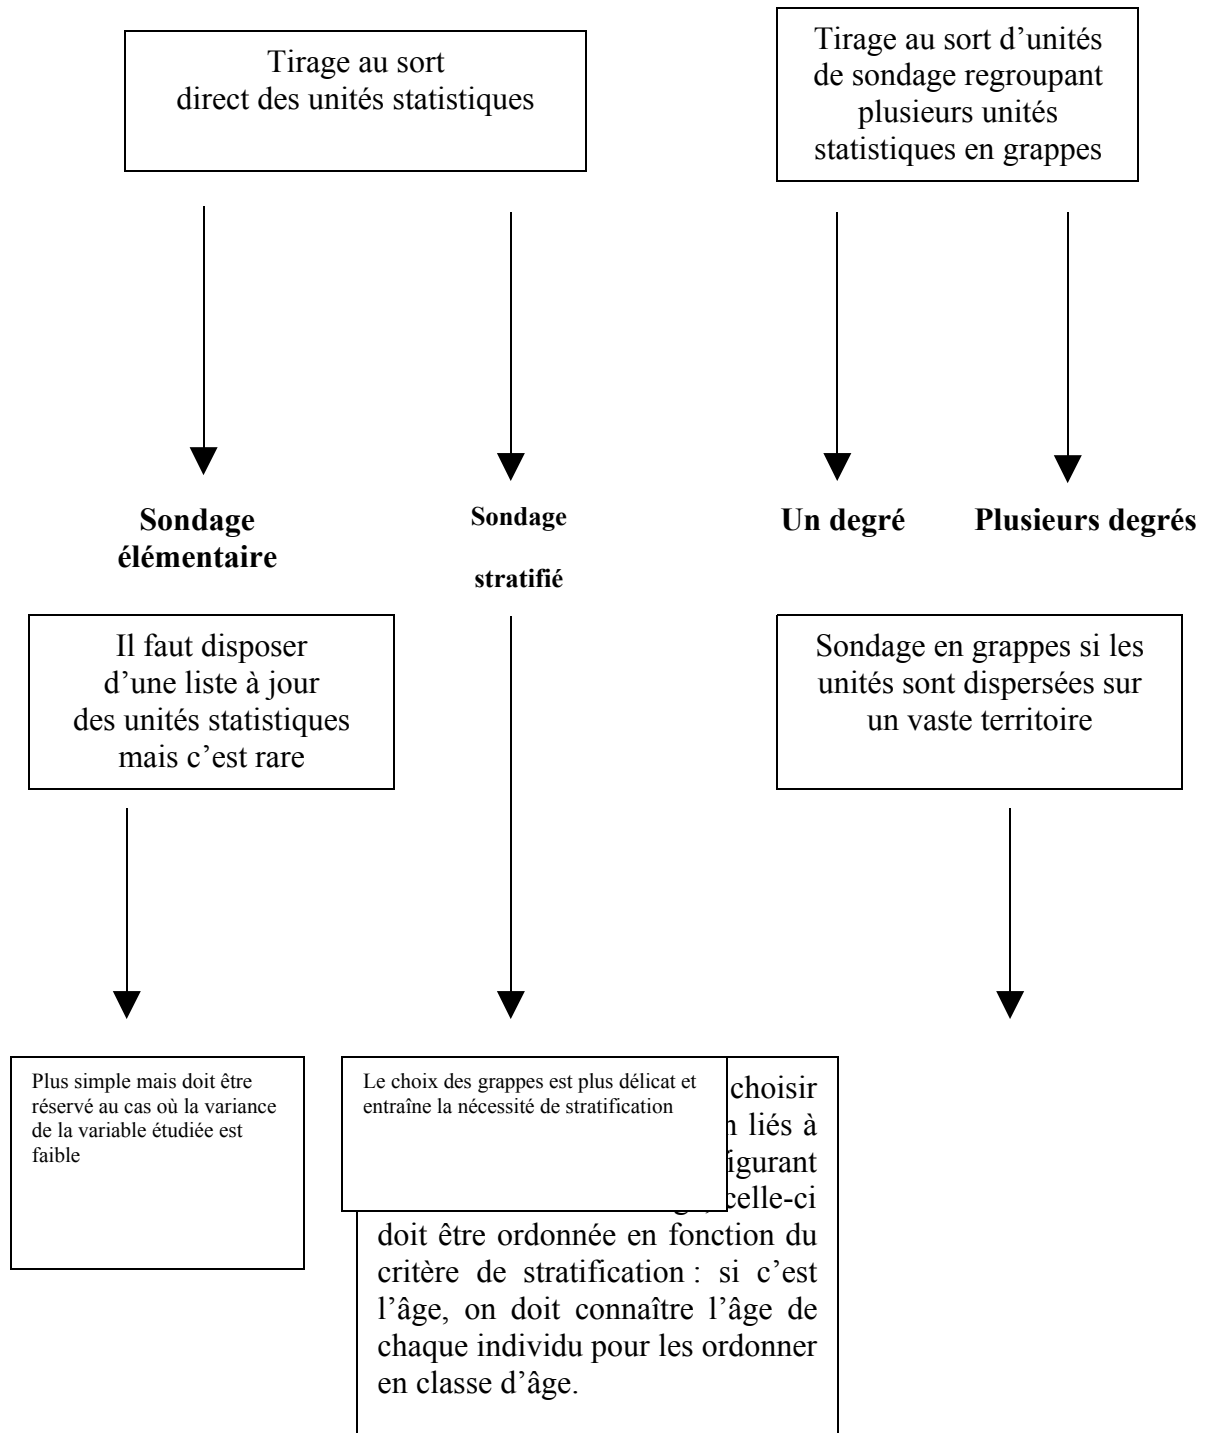 Tirage au sort
direct des unités statistiques
Tirage au sort d’unités
de sondage regroupant
plusieurs unités
statistiques en grappes
Sondage
élémentaire
Sondage
stratifié
Un degré
Plusieurs degrés
Il faut disposer
d’une liste à jour
des unités statistiques
mais c’est rare
Sondage en grappes si les
unités sont dispersées sur
un vaste territoire
Plus simple mais doit être
réservé au cas où la variance
de la variable étudiée est
faible
Le choix des grappes est plus délicat et
entraîne la nécessité de stratification
choisir
liés à
celle-ci
doit être ordonnée en fonction du
critère de stratification : si c’est
l’âge, on doit connaître l’âge de
chaque individu pour les ordonner
en classe d’âge.